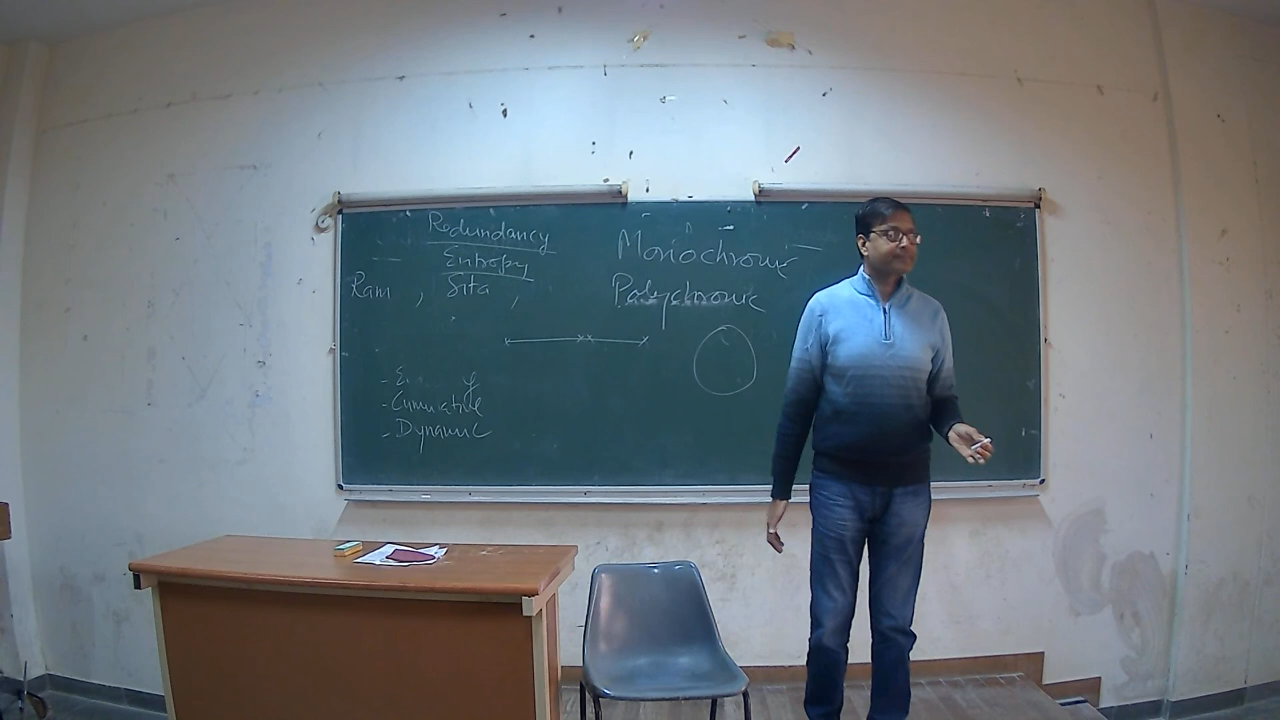 Redundancy
Entropy
Ram , Sita ,
Monochronic
Polychronic
- Cumulative
- Dynamic